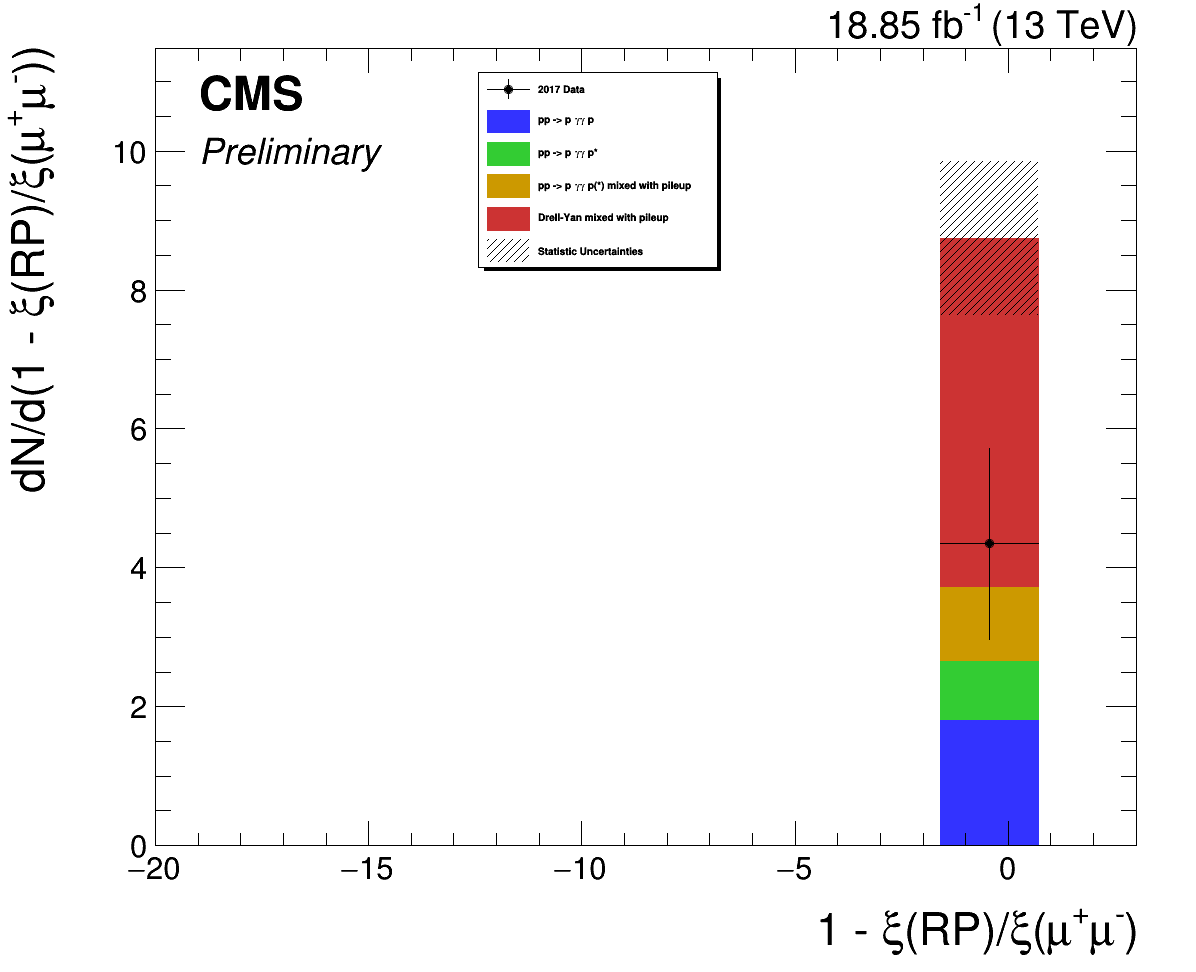 18.85 fb⁻¹ (13 TeV)
CMS
Preliminary
2017 Data
pp -> p γγ p
pp -> p γγ p*
pp -> p γγ p(*) mixed with pileup
Drell-Yan mixed with pileup
Statistic Uncertainties
dN/d(1 - ξ(RP)/ξ(μ⁺μ⁻))
10
8
6
4
2
0
−20 −15 −10 −5 0
1 - ξ(RP)/ξ(μ⁺μ⁻)